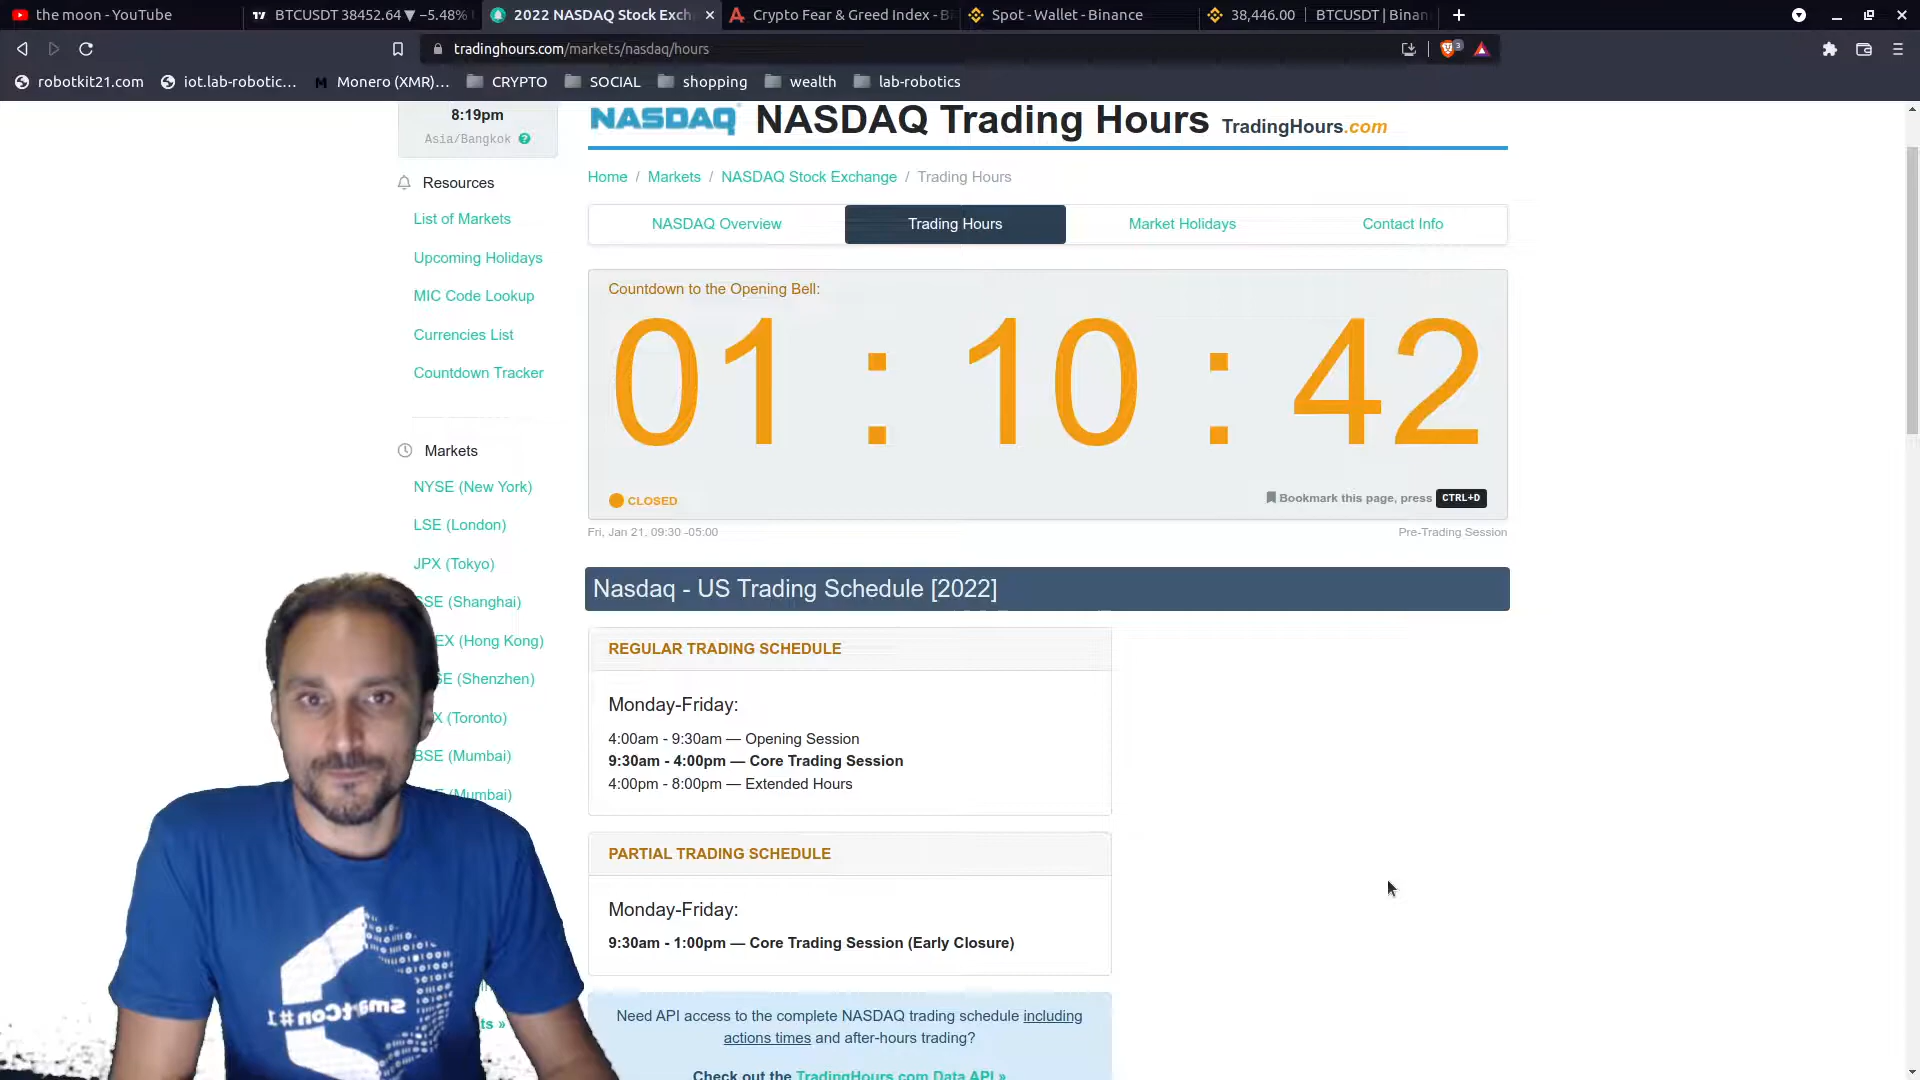 the moon - YouTube
BTCUSDT 38452.64 ▼ −5.48%
2022 NASDAQ Stock Exch
Crypto Fear & Greed Index - Bi
Spot - Wallet - Binance
38,446.00 | BTCUSDT | Binan
tradinghours.com/markets/nasdaq/hours
3
robotkit21.com
iot.lab-robotic...
Monero (XMR)...
CRYPTO
SOCIAL
shopping
wealth
lab-robotics
8:19pm
Asia/Bangkok ?
Resources
List of Markets
Upcoming Holidays
MIC Code Lookup
Currencies List
Countdown Tracker
Markets
NYSE (New York)
LSE (London)
JPX (Tokyo)
SSE (Shanghai)
EX (Hong Kong)
SE (Shenzhen)
X (Toronto)
BSE (Mumbai)
(Mumbai)
ts »
NASDAQ
NASDAQ Trading Hours TradingHours.com
Home / Markets / NASDAQ Stock Exchange / Trading Hours
NASDAQ Overview
Trading Hours
Market Holidays
Contact Info
Countdown to the Opening Bell:
01 : 10 : 42
CLOSED
Bookmark this page, press CTRL+D
Fri, Jan 21, 09:30 -05:00
Pre-Trading Session
Nasdaq - US Trading Schedule [2022]
REGULAR TRADING SCHEDULE
Monday-Friday:
4:00am - 9:30am — Opening Session
9:30am - 4:00pm — Core Trading Session
4:00pm - 8:00pm — Extended Hours
PARTIAL TRADING SCHEDULE
Monday-Friday:
9:30am - 1:00pm — Core Trading Session (Early Closure)
Need API access to the complete NASDAQ trading schedule including
actions times and after-hours trading?
Check out the TradingHours.com Data API »
SmartCon #1